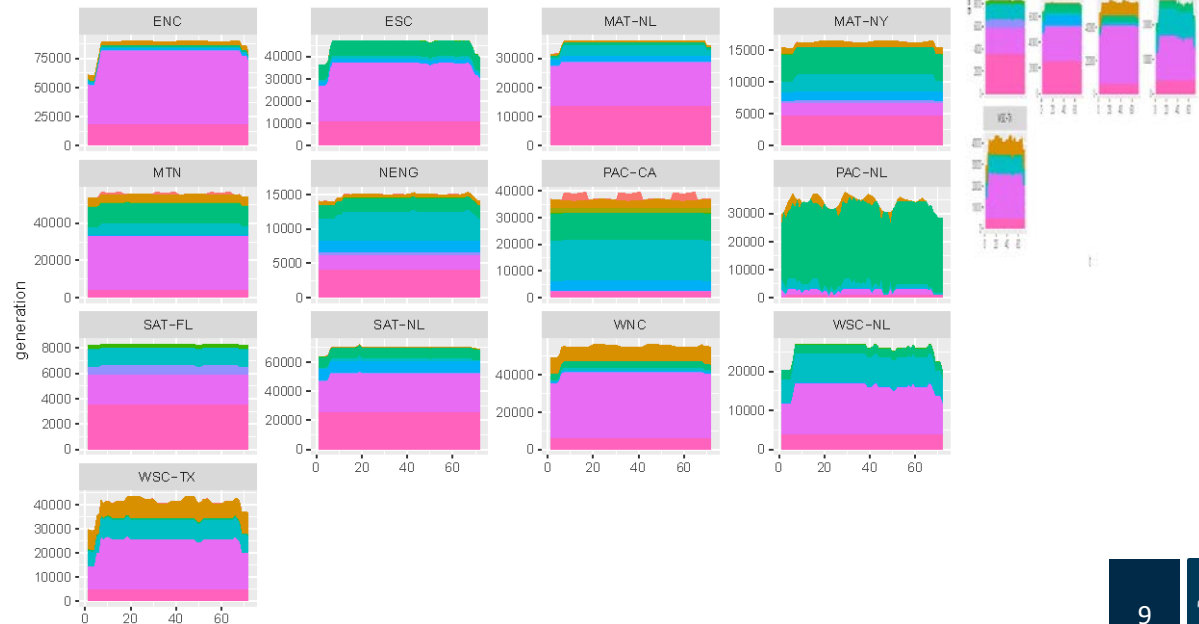 ENC ESC MAT-NL MAT-NY
75000 40000 30000 15000
50000 30000 20000 10000
25000 20000 10000 5000
0 10000 0 0
0
MTN NENG PAC-CA PAC-NL
40000 15000 40000 30000
20000 10000 30000 20000
0 5000 20000 10000
0 10000 0
0
generation
SAT-FL SAT-NL WNC WSC-NL
8000 60000 40000 20000
6000 40000 20000 10000
4000 20000 0 0
2000 0
0
0 20 40 60 0 20 40 60 0 20 40 60
WSC-TX
40000
30000
20000
10000
0
0 20 40 60
9